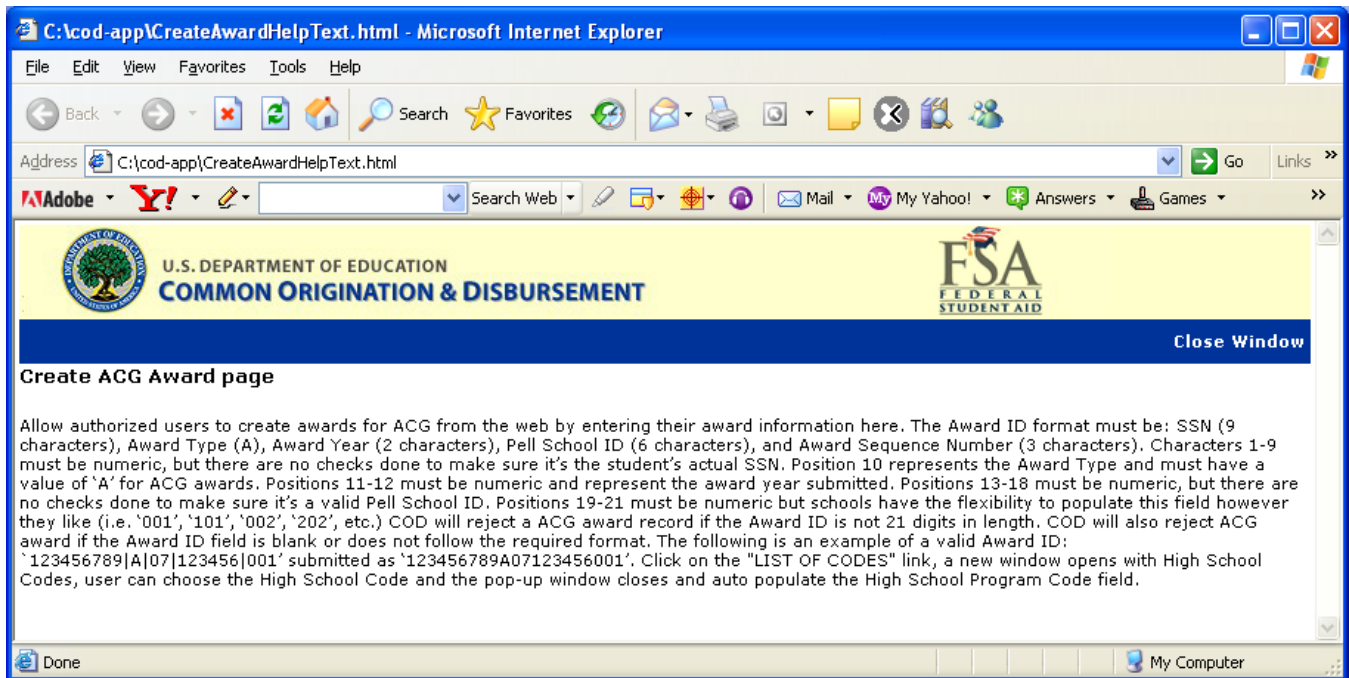 C:\cod-app\CreateAwardHelpText.html - Microsoft Internet Explorer
File Edit View Favorites Tools Help
Back Search Favorites
Address C:\cod-app\CreateAwardHelpText.html Go Links »
Adobe Y! Search Web Mail My My Yahoo! Answers Games »
U.S. DEPARTMENT OF EDUCATION
COMMON ORIGINATION & DISBURSEMENT
FSA
FEDERAL
STUDENT AID
Close Window
Create ACG Award page
Allow authorized users to create awards for ACG from the web by entering their award information here. The Award ID format must be: SSN (9
characters), Award Type (A), Award Year (2 characters), Pell School ID (6 characters), and Award Sequence Number (3 characters). Characters 1-9
must be numeric, but there are no checks done to make sure it’s the student’s actual SSN. Position 10 represents the Award Type and must have a
value of ‘A’ for ACG awards. Positions 11-12 must be numeric and represent the award year submitted. Positions 13-18 must be numeric, but there are
no checks done to make sure it’s a valid Pell School ID. Positions 19-21 must be numeric but schools have the flexibility to populate this field however
they like (i.e. ‘001’, ‘101’, ‘002’, ‘202’, etc.) COD will reject a ACG award record if the Award ID is not 21 digits in length. COD will also reject ACG
award if the Award ID field is blank or does not follow the required format. The following is an example of a valid Award ID:
‘123456789|A|07|123456|001’ submitted as ‘123456789A07123456001’. Click on the "LIST OF CODES" link, a new window opens with High School
Codes, user can choose the High School Code and the pop-up window closes and auto populate the High School Program Code field.
Done My Computer